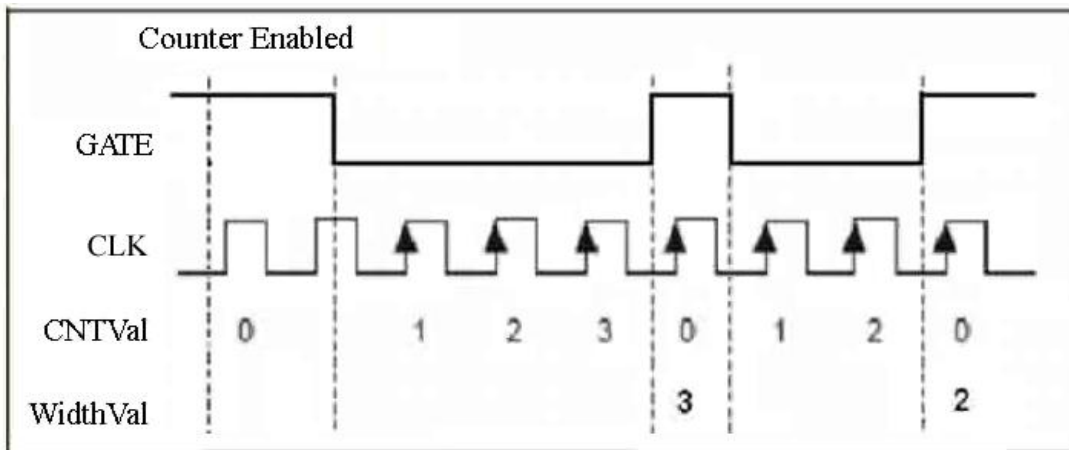 Counter Enabled
GATE
CLK
CNTVal 0 1 2 3 0 1 2 0
WidthVal 3 2